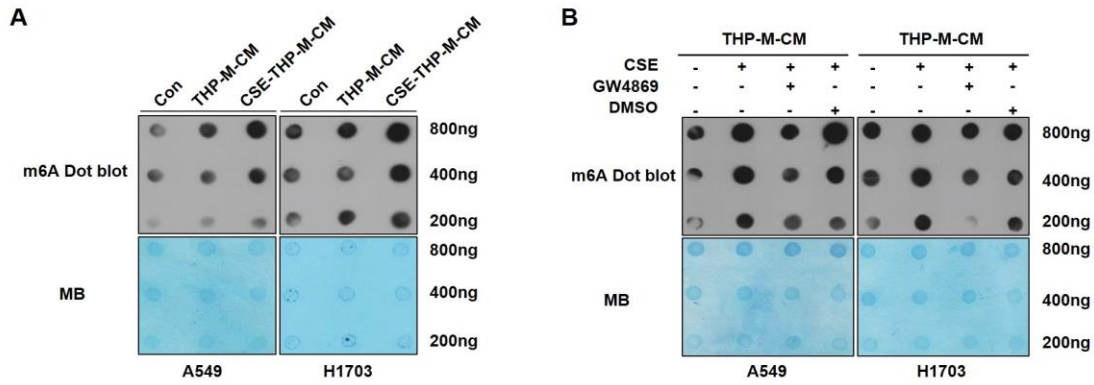 A
Con
THP-M-CM
CSE-THP-M-CM
Con
THP-M-CM
CSE-THP-M-CM
m6A Dot blot
800ng
400ng
200ng
MB
800ng
400ng
200ng
A549
H1703
B
THP-M-CM
THP-M-CM
CSE - + + + - + + +
GW4869 - - + - - - + -
DMSO - - - + - - - +
m6A Dot blot
800ng
400ng
200ng
MB
800ng
400ng
200ng
A549
H1703